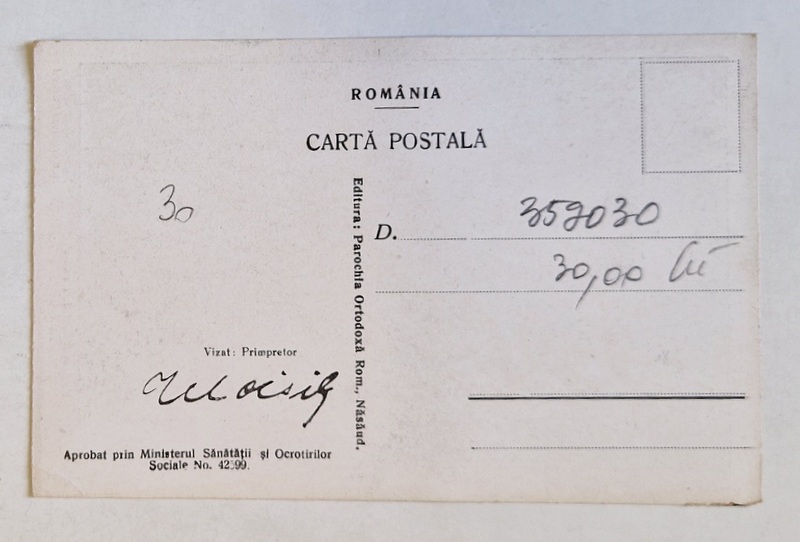 ROMÂNIA
CARTĂ POSTALĂ
30
Editura: Parochia Ortodoxă Rom., Năsăud.
D.
359030
30,00 lei
Vizat: Primpretor
Moisil
Aprobat prin Ministerul Sănătății și Ocrotirilor
Sociale No. 42299.